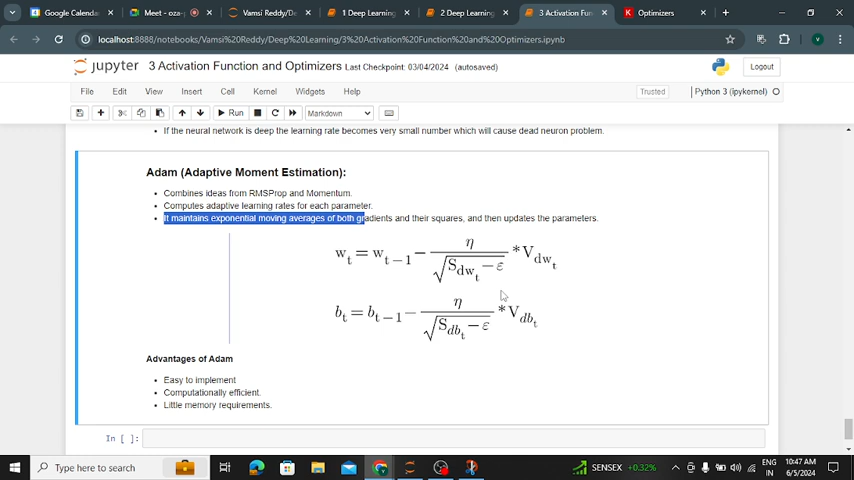 Google Calenda
Meet - oza-p
Vamsi Reddy/De
1 Deep Learning
2 Deep Learning
3 Activation Fun
Optimizers
localhost:8888/notebooks/Vamsi%20Reddy/Deep%20Learning/3%20Activation%20Function%20and%20Optimizers.ipynb
jupyter 3 Activation Function and Optimizers Last Checkpoint: 03/04/2024 (autosaved)
Logout
File Edit View Insert Cell Kernel Widgets Help
Trusted
Python 3 (ipykernel)
Run
Markdown
• If the neural network is deep the learning rate becomes very small number which will cause dead neuron problem.
Adam (Adaptive Moment Estimation):
• Combines ideas from RMSProp and Momentum.
• Computes adaptive learning rates for each parameter.
• It maintains exponential moving averages of both gradients and their squares, and then updates the parameters.
w_t = w_{t−1} − η / √(S_{dw_t} − ε) * V_{dw_t}
b_t = b_{t−1} − η / √(S_{db_t} − ε) * V_{db_t}
Advantages of Adam
• Easy to implement
• Computationally efficient.
• Little memory requirements.
In [ ]:
Type here to search
SENSEX +0.32%
ENG
IN
10:47 AM
6/5/2024